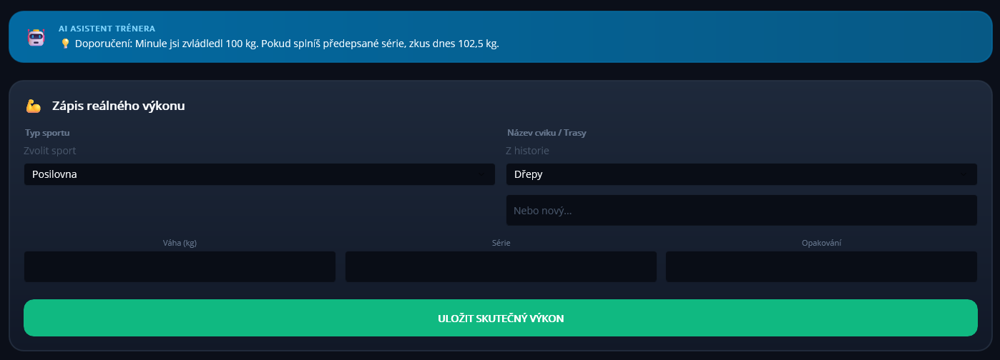 AI ASISTENT TRÉNERA
Doporučení: Minule jsi zvládledl 100 kg. Pokud splníš předepsané série, zkus dnes 102,5 kg.
Zápis reálného výkonu
Typ sportu
Zvolit sport
Posilovna
Název cviku / Trasy
Z historie
Dřepy
Nebo nový...
Váha (kg)
Série
Opakování
ULOŽIT SKUTEČNÝ VÝKON